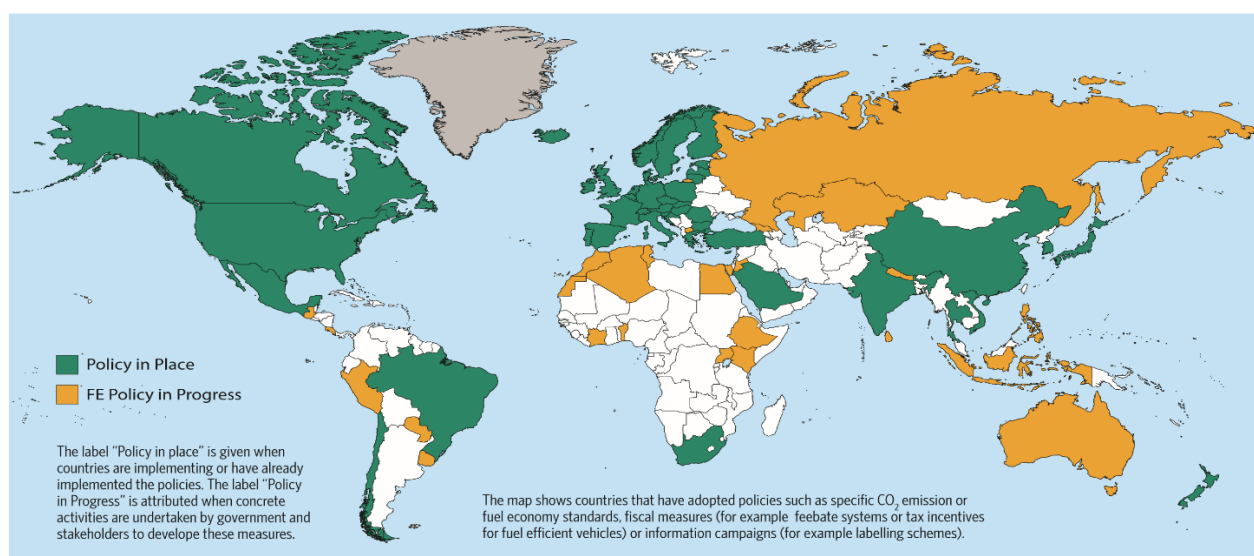 Policy in Place
FE Policy in Progress
The label “Policy in place” is given when
countries are implementing or have already
implemented the policies. The label “Policy
in Progress” is attributed when concrete
activities are undertaken by government and
stakeholders to develop these measures.
The map shows countries that have adopted policies such as specific CO₂ emission or
fuel economy standards, fiscal measures (for example  feebate systems or tax incentives
for fuel efficient vehicles) or information campaigns (for example labelling schemes).